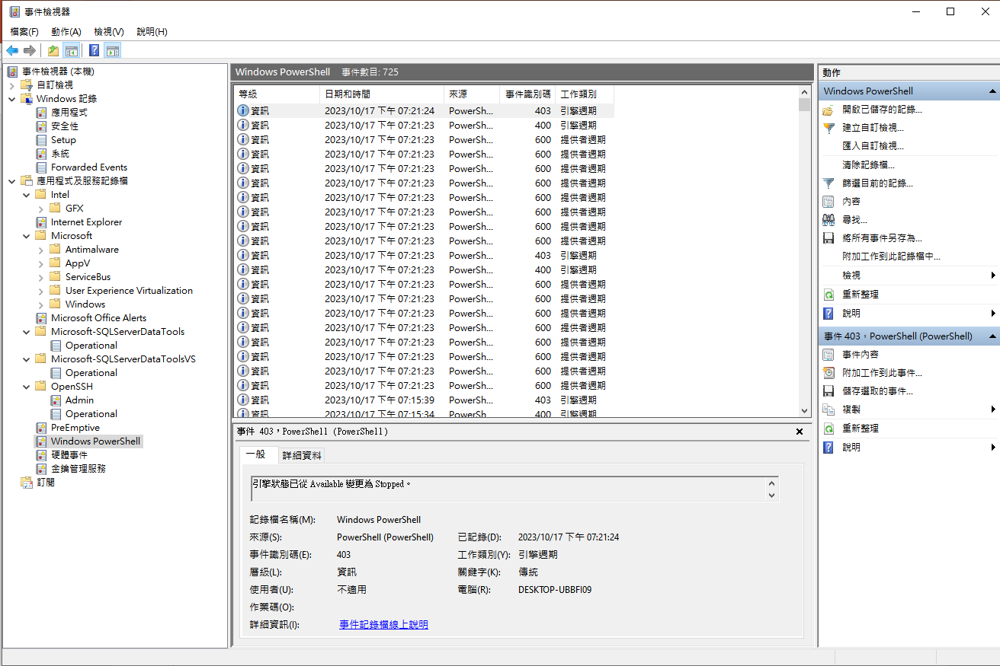 事件檢視器
檔案(F) 動作(A) 檢視(V) 說明(H)
事件檢視器 (本機)
自訂檢視
Windows 記錄
應用程式
安全性
Setup
系統
Forwarded Events
應用程式及服務記錄檔
Intel
GFX
Internet Explorer
Microsoft
Antimalware
AppV
ServiceBus
User Experience Virtualization
Windows
Microsoft Office Alerts
Microsoft-SQLServerDataTools
Operational
Microsoft-SQLServerDataToolsVS
Operational
OpenSSH
Admin
Operational
PreEmptive
Windows PowerShell
硬體事件
金鑰管理服務
訂閱
Windows PowerShell 事件數目: 725
等級 日期和時間 來源 事件識別碼 工作類別
資訊 2023/10/17 下午 07:21:24 PowerSh... 403 引擎週期
資訊 2023/10/17 下午 07:21:23 PowerSh... 400 引擎週期
資訊 2023/10/17 下午 07:21:23 PowerSh... 600 提供者週期
資訊 2023/10/17 下午 07:21:23 PowerSh... 600 提供者週期
資訊 2023/10/17 下午 07:21:23 PowerSh... 600 提供者週期
資訊 2023/10/17 下午 07:21:23 PowerSh... 600 提供者週期
資訊 2023/10/17 下午 07:21:23 PowerSh... 600 提供者週期
資訊 2023/10/17 下午 07:21:23 PowerSh... 600 提供者週期
資訊 2023/10/17 下午 07:21:23 PowerSh... 600 提供者週期
資訊 2023/10/17 下午 07:21:23 PowerSh... 600 提供者週期
資訊 2023/10/17 下午 07:21:23 PowerSh... 403 引擎週期
資訊 2023/10/17 下午 07:21:23 PowerSh... 400 引擎週期
資訊 2023/10/17 下午 07:21:23 PowerSh... 600 提供者週期
資訊 2023/10/17 下午 07:21:23 PowerSh... 600 提供者週期
資訊 2023/10/17 下午 07:21:23 PowerSh... 600 提供者週期
資訊 2023/10/17 下午 07:21:23 PowerSh... 600 提供者週期
資訊 2023/10/17 下午 07:21:23 PowerSh... 600 提供者週期
資訊 2023/10/17 下午 07:21:23 PowerSh... 600 提供者週期
資訊 2023/10/17 下午 07:21:23 PowerSh... 600 提供者週期
資訊 2023/10/17 下午 07:21:23 PowerSh... 600 提供者週期
資訊 2023/10/17 下午 07:15:39 PowerSh... 403 引擎週期
資訊 2023/10/17 下午 07:15:34 PowerSh... 400 引擎週期
事件 403，PowerShell (PowerShell)
一般 詳細資料
引擎狀態已從 Available 變更為 Stopped。
記錄檔名稱(M): Windows PowerShell
來源(S): PowerShell (PowerShell) 已記錄(D): 2023/10/17 下午 07:21:24
事件識別碼(E): 403 工作類別(Y): 引擎週期
層級(L): 資訊 關鍵字(K): 傳統
使用者(U): 不適用 電腦(R): DESKTOP-UBBFI09
作業碼(O):
詳細資訊(I): 事件記錄檔線上說明
動作
Windows PowerShell
開啟已儲存的記錄...
建立自訂檢視...
匯入自訂檢視...
清除記錄檔...
篩選目前的記錄...
內容
尋找...
將所有事件另存為...
附加工作到此記錄檔中...
檢視
重新整理
說明
事件 403，PowerShell (PowerShell)
事件內容
附加工作到此事件...
儲存選取的事件...
複製
重新整理
說明